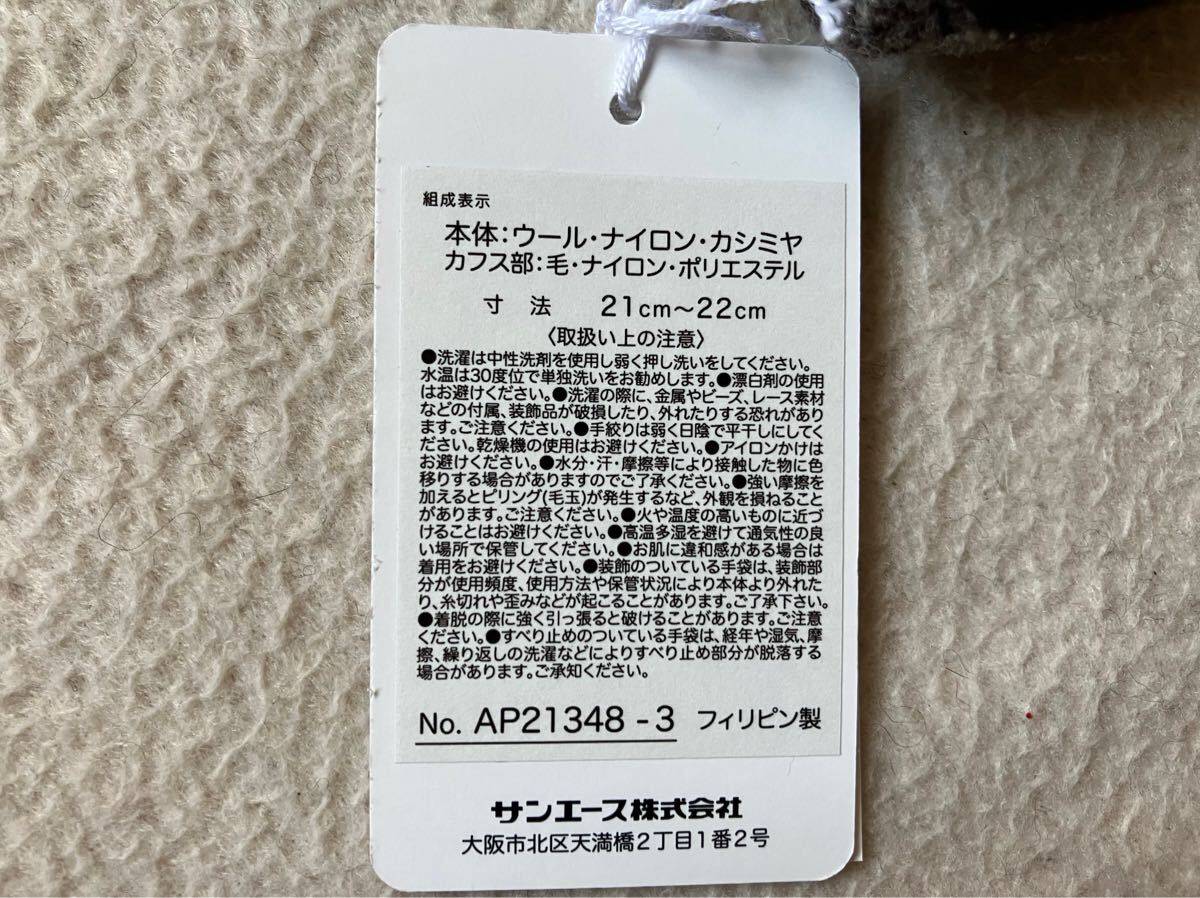 組成表示
本体:ウール・ナイロン・カシミヤ
カフス部:毛・ナイロン・ポリエステル
寸　法　21cm～22cm
〈取扱い上の注意〉
●洗濯は中性洗剤を使用し弱く押し洗いをしてください。
水温は30度位で単独洗いをお勧めします。●漂白剤の使用
はお避けください。●洗濯の際に、金属やビーズ、レース素材
などの付属、装飾品が破損したり、外れたりする恐れがあり
ます。ご注意ください。●手絞りは弱く日陰で平干しにしてく
ださい。乾燥機の使用はお避けください。●アイロンかけは
お避けください。●水分・汗・摩擦等により接触した物に色
移りする場合がありますのでご了承ください。●強い摩擦を
加えるとピリング(毛玉)が発生するなど、外観を損ねること
があります。ご注意ください。●火や温度の高いものに近づ
けることはお避けください。●高温多湿を避けて通気性の良
い場所で保管してください。●お肌に違和感がある場合は
着用をお避けください。●装飾のついている手袋は、装飾部
分が使用頻度、使用方法や保管状況により本体より外れた
り、糸切れや歪みなどが起こることがあります。ご了承下さい。
●着脱の際に強く引っ張ると破けることがあります。ご注意
ください。●すべり止めのついている手袋は、経年や湿気、摩
擦、繰り返しの洗濯などによりすべり止め部分が脱落する
場合があります。ご承知ください。
No. AP21348-3 フィリピン製
サンエース株式会社
大阪市北区天満橋2丁目1番2号